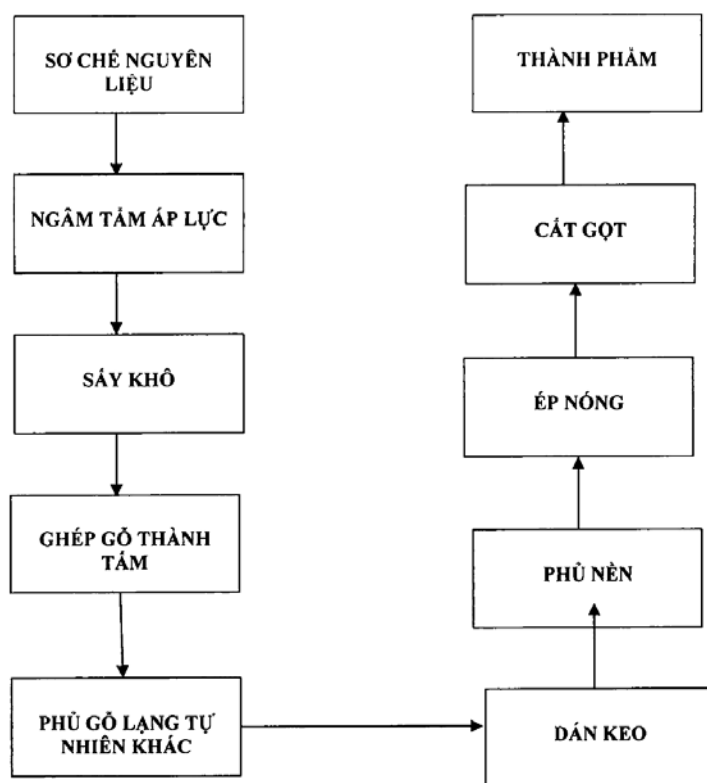 SƠ CHẾ NGUYÊN
LIỆU
NGÂM TẨM ÁP LỰC
SẤY KHÔ
GHÉP GỖ THÀNH
TẤM
PHỦ GỖ LẠNG TỰ
NHIÊN KHÁC
DÁN KEO
PHỦ NỀN
ÉP NÓNG
CẮT GỌT
THÀNH PHẨM